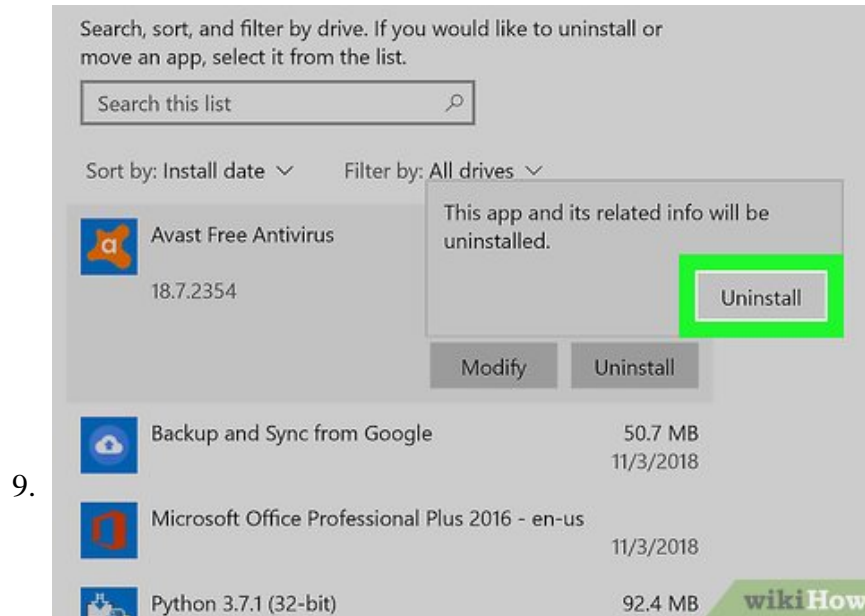 Search, sort, and filter by drive. If you would like to uninstall or
move an app, select it from the list.
Search this list
Sort by: Install date Filter by: All drives
This app and its related info will be
uninstalled.
Uninstall
Avast Free Antivirus
18.7.2354
Modify Uninstall
Backup and Sync from Google 50.7 MB
11/3/2018
9.
Microsoft Office Professional Plus 2016 - en-us
11/3/2018
Python 3.7.1 (32-bit) 92.4 MB
wikiHow